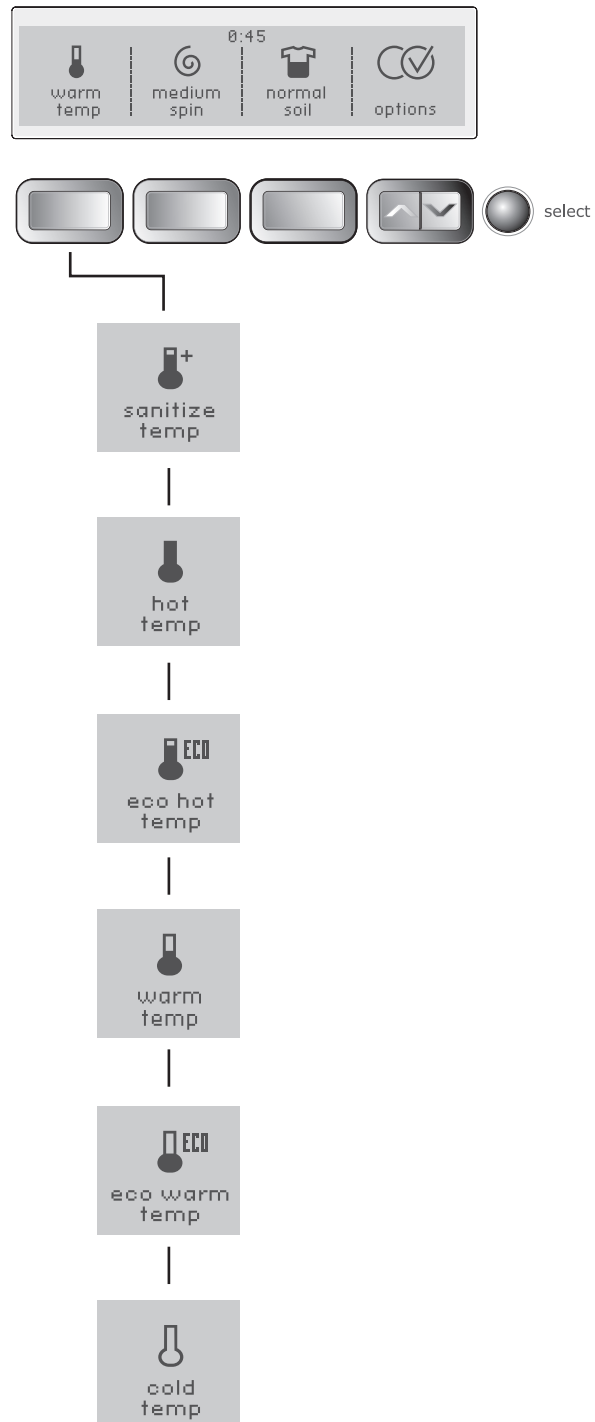 0:45
warm medium normal
temp spin soil options
select
sanitize
temp
hot
temp
ECO
eco hot
temp
warm
temp
ECO
eco warm
temp
cold
temp